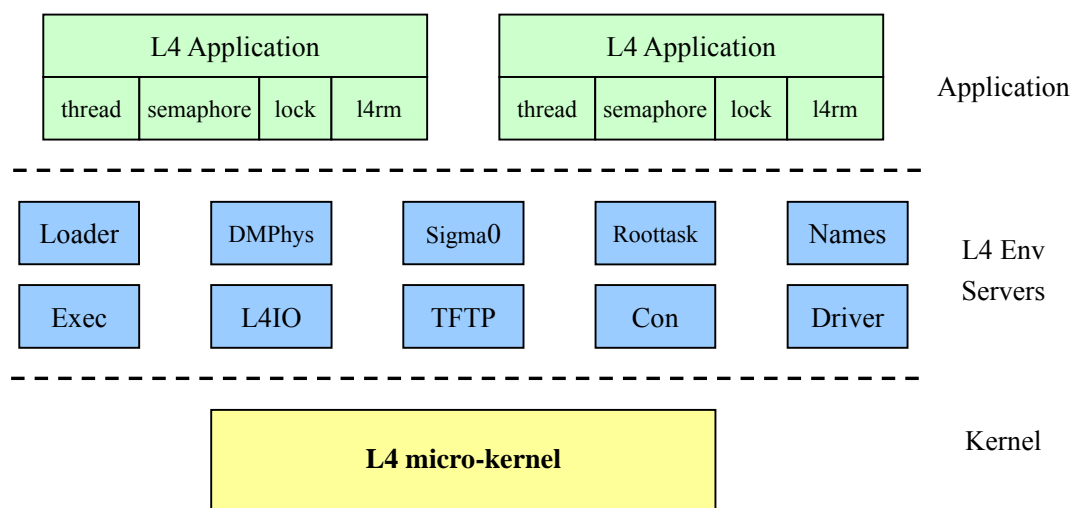 L4 Application
L4 Application
thread semaphore lock l4rm
thread semaphore lock l4rm
Application
Loader DMPhys Sigma0 Roottask Names
L4 Env
Servers
Exec L4IO TFTP Con Driver
L4 micro-kernel
Kernel